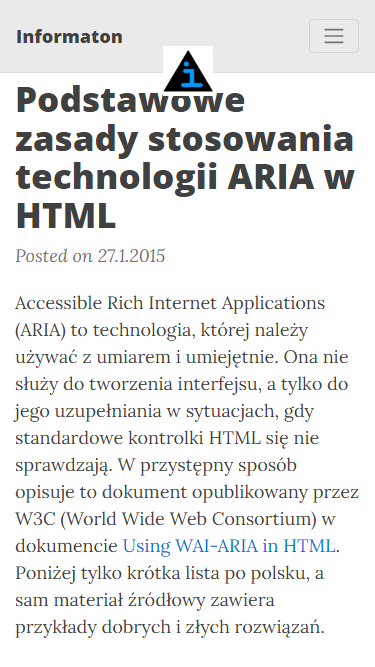 Informaton
i
Podstawowe
zasady stosowania
technologii ARIA w
HTML
Posted on 27.1.2015
Accessible Rich Internet Applications
(ARIA) to technologia, której należy
używać z umiarem i umiejętnie. Ona nie
służy do tworzenia interfejsu, a tylko do
jego uzupełniania w sytuacjach, gdy
standardowe kontrolki HTML się nie
sprawdzają. W przystępny sposób
opisuje to dokument opublikowany przez
W3C (World Wide Web Consortium) w
dokumencie Using WAI-ARIA in HTML.
Poniżej tylko krótka lista po polsku, a
sam materiał źródłowy zawiera
przykłady dobrych i złych rozwiązań.